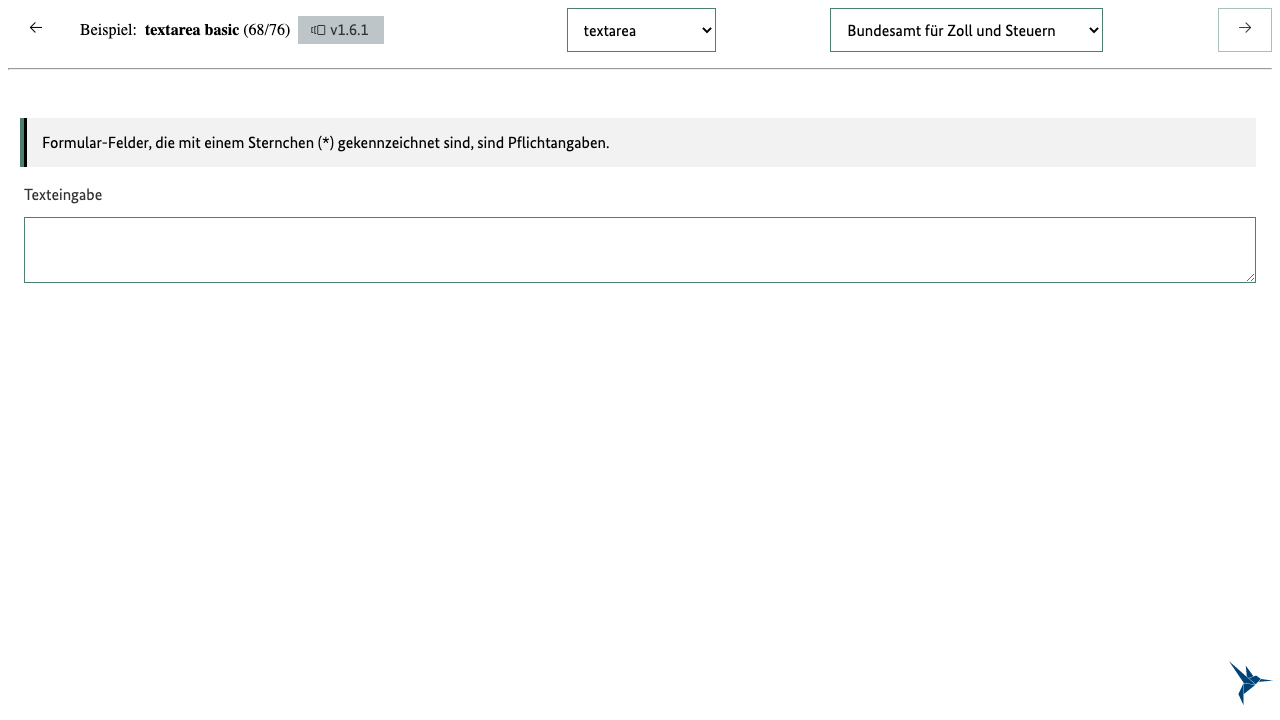 Beispiel: textarea basic (68/76) v1.6.1 textarea Bundesamt für Zoll und Steuern
Formular-Felder, die mit einem Sternchen (*) gekennzeichnet sind, sind Pflichtangaben.
Texteingabe